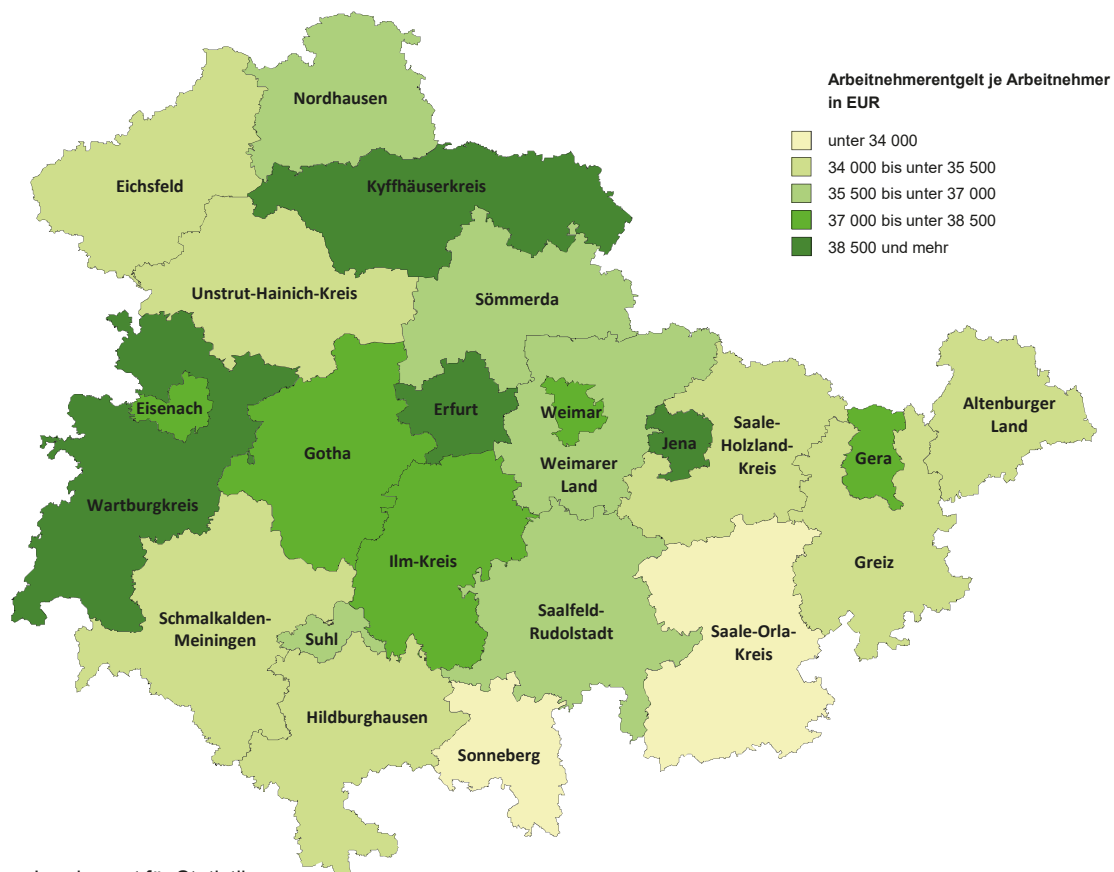 Arbeitnehmerentgelt je Arbeitnehmer
in EUR
unter 34 000
34 000 bis unter 35 500
35 500 bis unter 37 000
37 000 bis unter 38 500
38 500 und mehr
Nordhausen
Eichsfeld
Kyffhäuserkreis
Unstrut-Hainich-Kreis
Sömmerda
Eisenach
Erfurt
Weimar
Altenburger
Land
Saale-
Holzland-
Kreis
Jena
Gotha
Gera
Weimarer
Land
Wartburgkreis
Ilm-Kreis
Greiz
Schmalkalden-
Meiningen
Suhl
Saalfeld-
Rudolstadt
Saale-Orla-
Kreis
Hildburghausen
Sonneberg